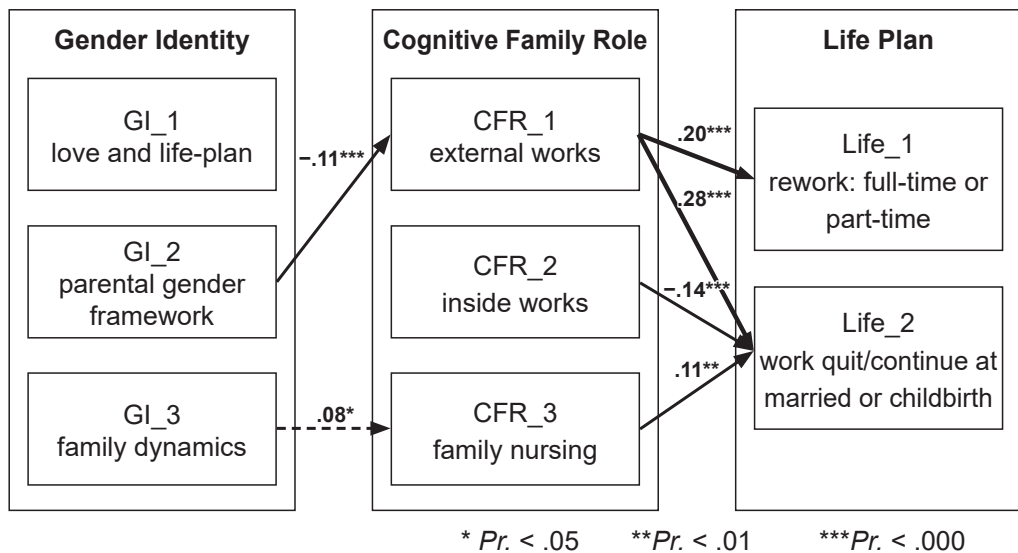 Gender Identity
GI_1
love and life-plan
GI_2
parental gender
framework
GI_3
family dynamics
−.11***
.08*
Cognitive Family Role
CFR_1
external works
CFR_2
inside works
CFR_3
family nursing
.20***
.28***
−.14***
.11**
Life Plan
Life_1
rework: full-time or
part-time
Life_2
work quit/continue at
married or childbirth
* Pr. < .05 **Pr. < .01 ***Pr. < .000